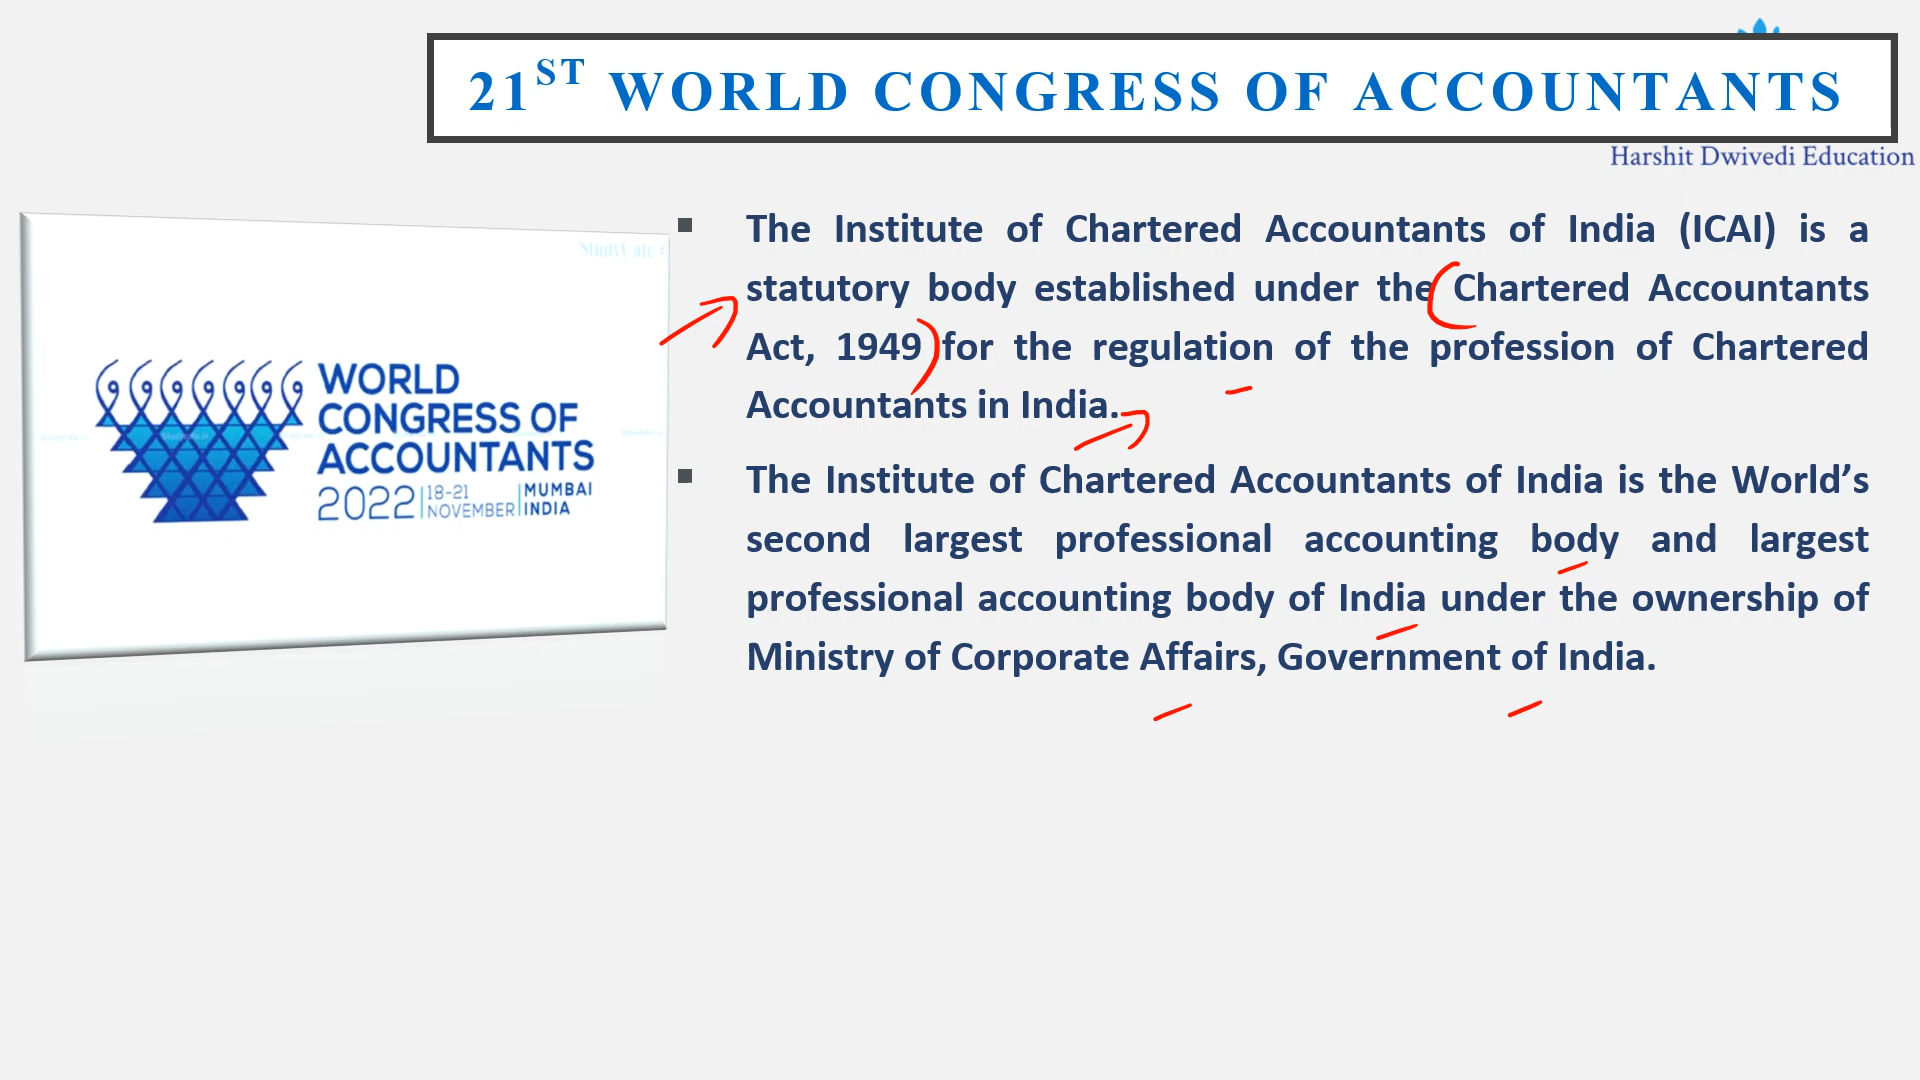 21ST WORLD CONGRESS OF ACCOUNTANTS
Harshit Dwivedi Education
WORLD
CONGRESS OF
ACCOUNTANTS
2022 18-21 NOVEMBER MUMBAI INDIA
The Institute of Chartered Accountants of India (ICAI) is a
statutory body established under the Chartered Accountants
Act, 1949 for the regulation of the profession of Chartered
Accountants in India.
The Institute of Chartered Accountants of India is the World’s
second largest professional accounting body and largest
professional accounting body of India under the ownership of
Ministry of Corporate Affairs, Government of India.